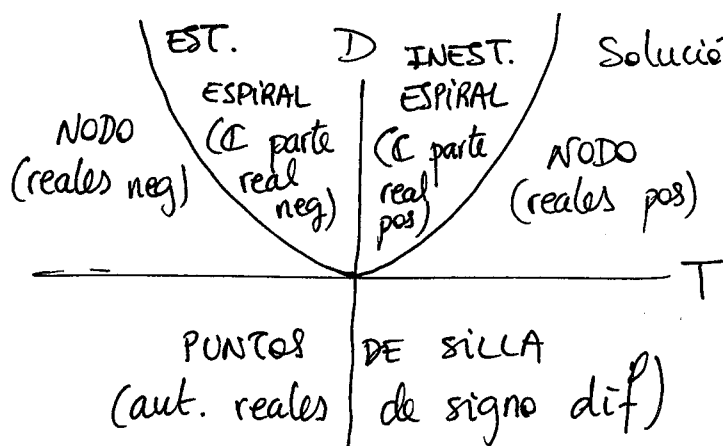 EST.
D
INEST.
Solució
ESPIRAL
(ℂ parte
real
neg)
ESPIRAL
(ℂ parte
real
pos)
NODO
(reales neg)
NODO
(reales pos)
T
PUNTOS DE SILLA
(aut. reales de signo dif)